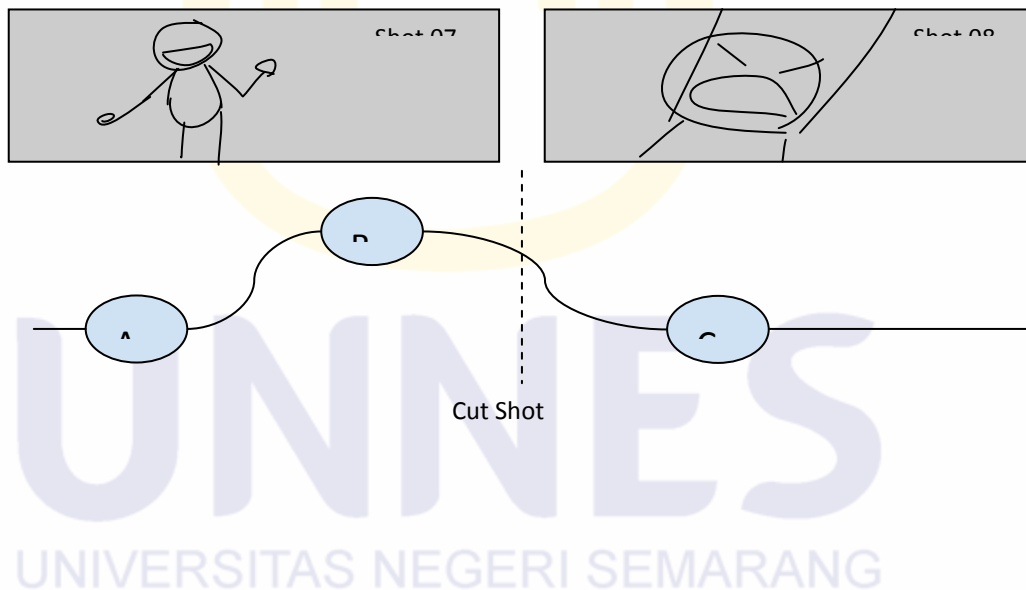 Shot 07
Shot 08
A
Cut Shot
UNNES
UNIVERSITAS NEGERI SEMARANG